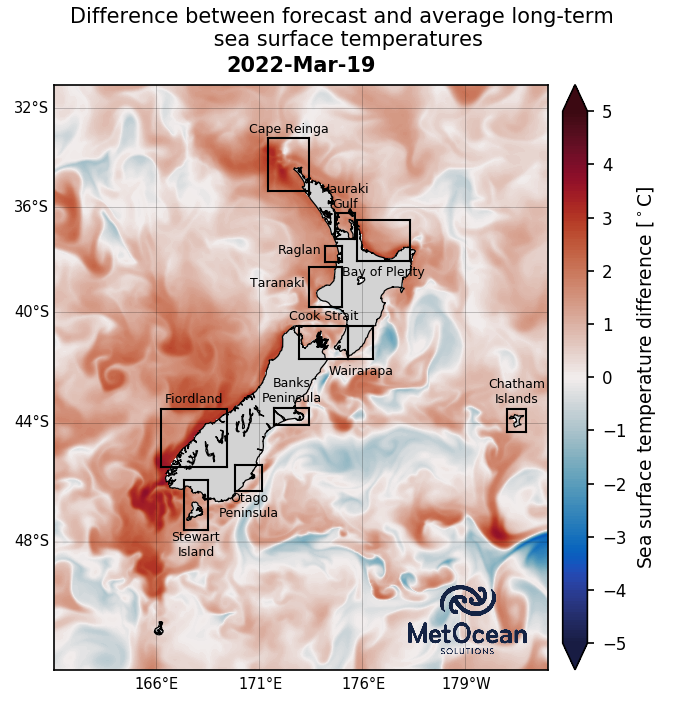 Difference between forecast and average long-term
sea surface temperatures
2022-Mar-19
32°S
36°S
40°S
44°S
48°S
166°E
171°E
176°E
179°W
Cape Reinga
Hauraki
Gulf
Raglan
Bay of Plenty
Taranaki
Cook Strait
Wairarapa
Banks
Peninsula
Fiordland
Chatham
Islands
Otago
Peninsula
Stewart
Island
MetOcean
SOLUTIONS
5
4
3
2
1
0
−1
−2
−3
−4
−5
Sea surface temperature difference [°C]